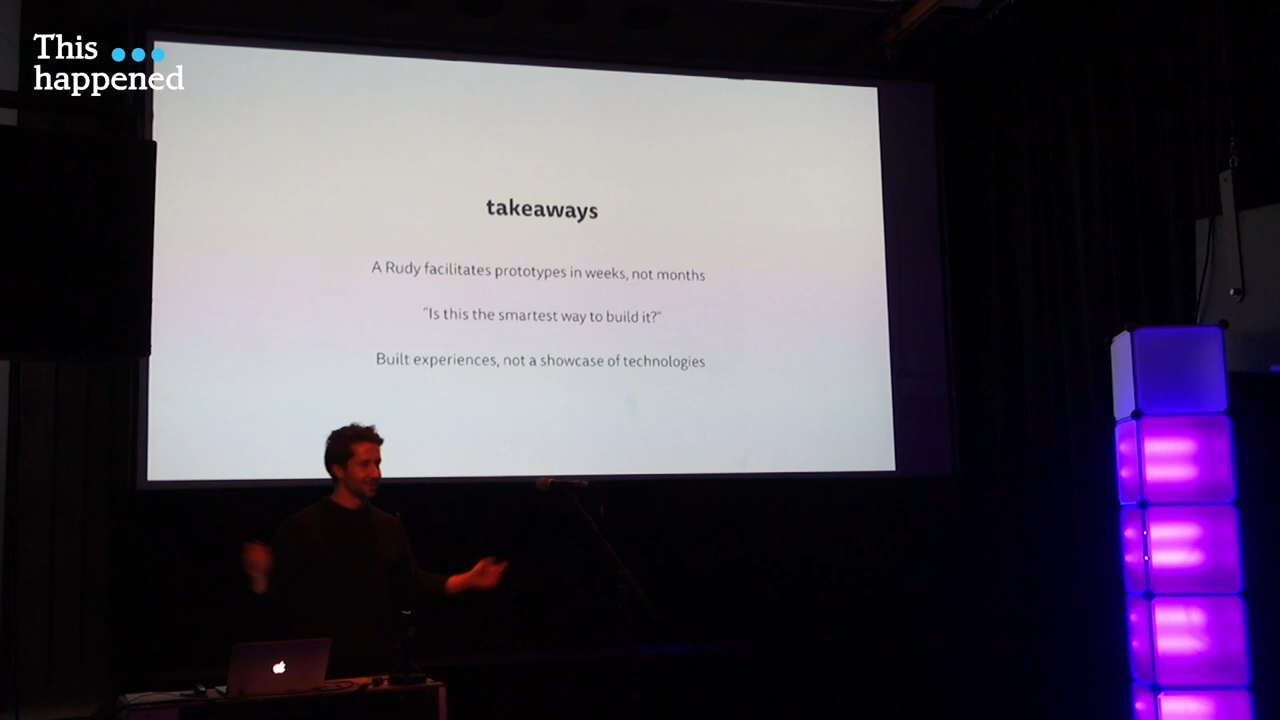 This
happened
takeaways
A Rudy facilitates prototypes in weeks, not months
"Is this the smartest way to build it?"
Built experiences, not a showcase of technologies